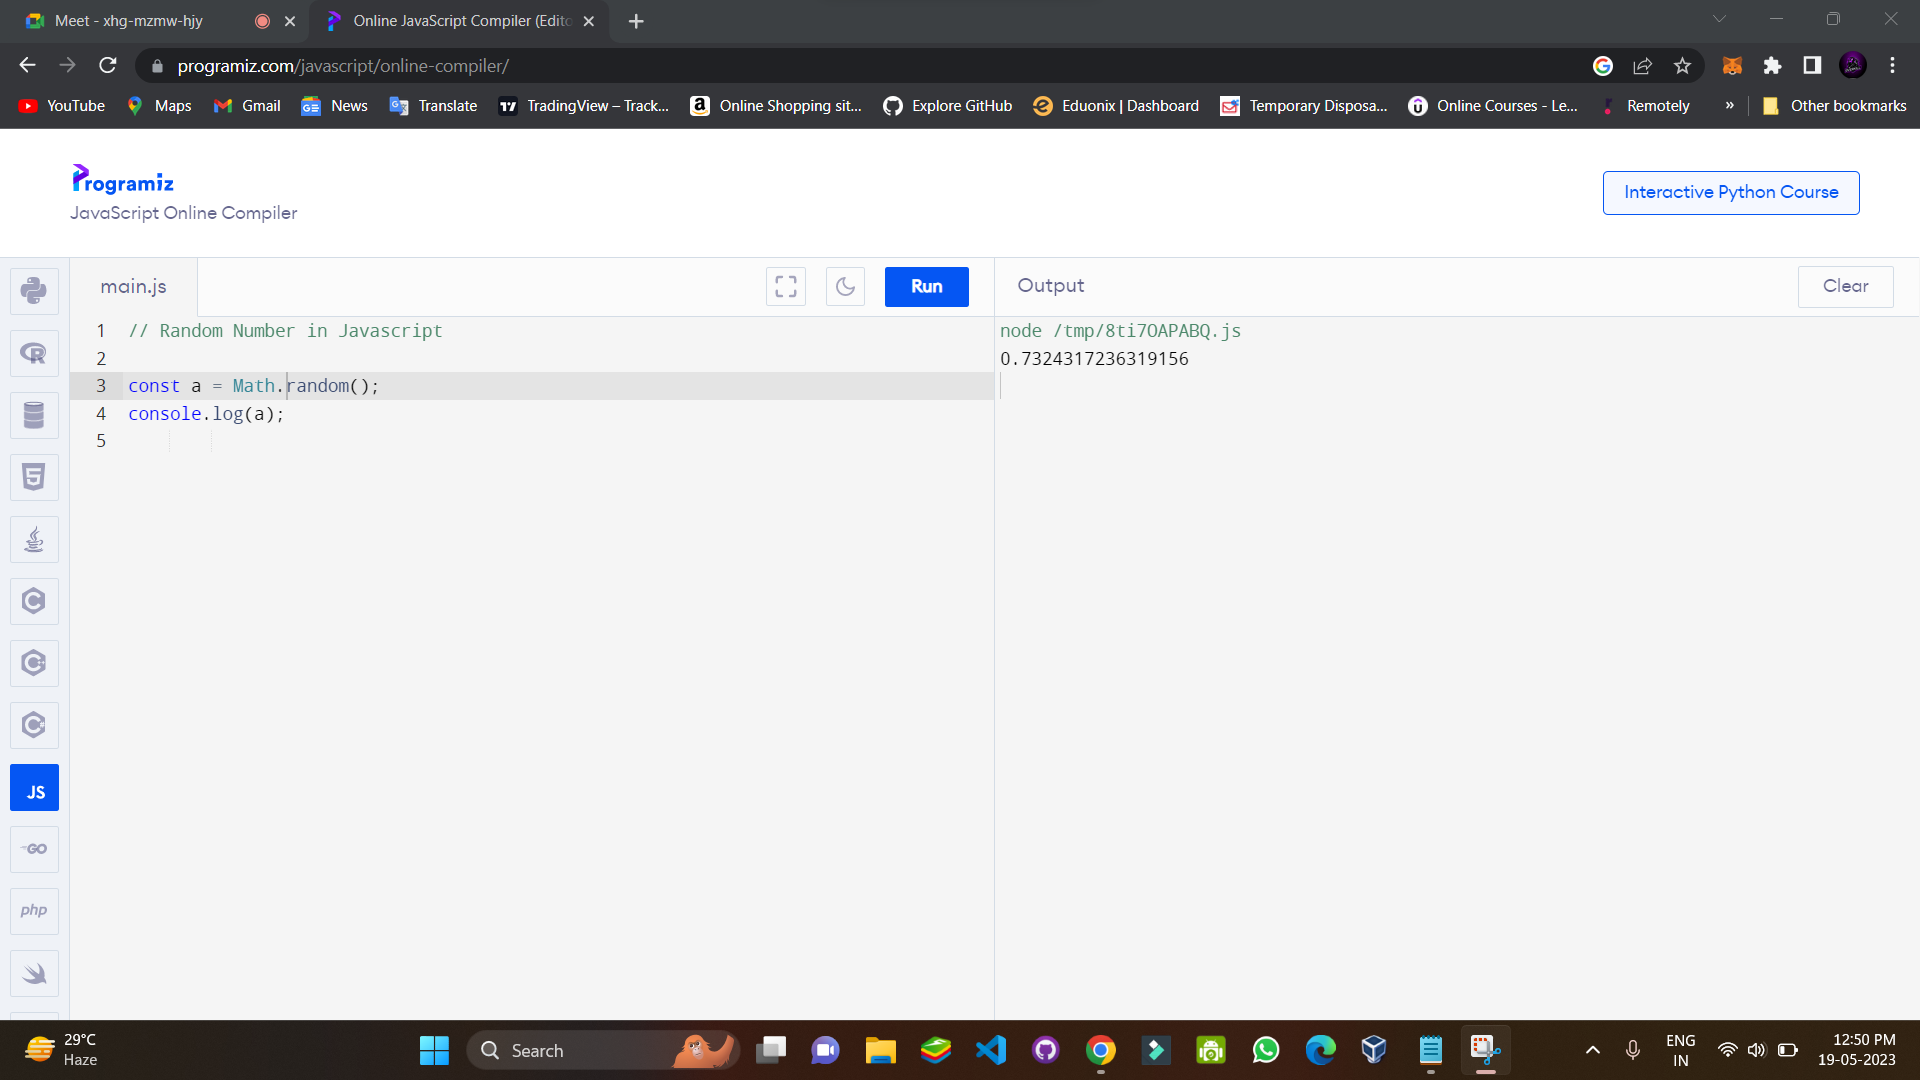 Meet - xhg-mzmw-hjy
Online JavaScript Compiler (Edito
programiz.com/javascript/online-compiler/
YouTube
Maps
Gmail
News
Translate
TradingView – Track...
Online Shopping sit...
Explore GitHub
Eduonix | Dashboard
Temporary Disposa...
Online Courses - Le...
Remotely
»
Other bookmarks
Programiz
JavaScript Online Compiler
Interactive Python Course
main.js
Run
Output
Clear
1 // Random Number in Javascript
2
3 const a = Math.random();
4 console.log(a);
5
node /tmp/8ti7OAPABQ.js
0.7324317236319156
JS
GO
php
29°C
Haze
Search
ENG
IN
12:50 PM
19-05-2023